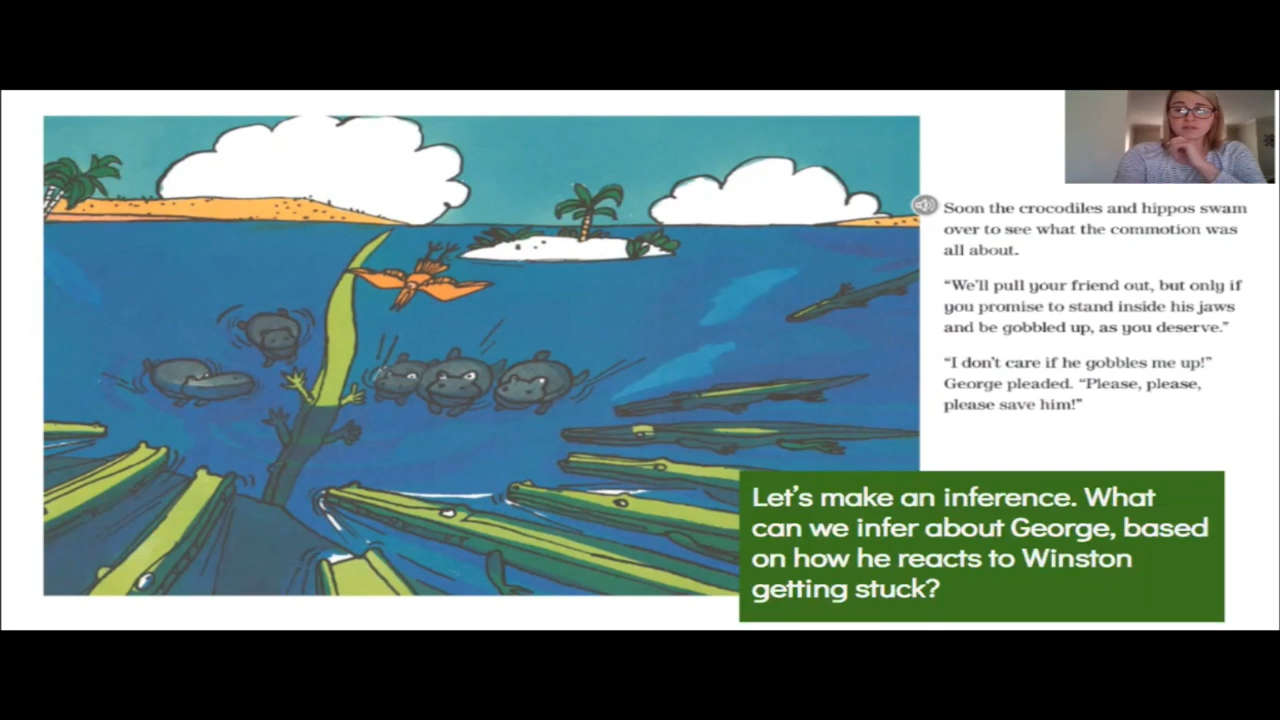 Soon the crocodiles and hippos swam
over to see what the commotion was
all about.
“We’ll pull your friend out, but only if
you promise to stand inside his jaws
and be gobbled up, as you deserve.”
“I don’t care if he gobbles me up!”
George pleaded. “Please, please,
please save him!”
Let’s make an inference. What
can we infer about George, based
on how he reacts to Winston
getting stuck?